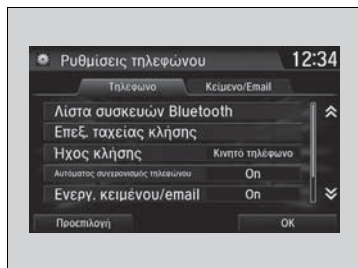 Ρυθμίσεις τηλεφώνου 12:34
Τηλέφωνο Κείμενο/Email
Λίστα συσκευών Bluetooth
Επεξ. ταχείας κλήσης
Ήχος κλήσης Κινητό τηλέφωνο
Αυτόματος συγχρονισμός τηλεφώνου On
Ενεργ. κειμένου/email On
Προεπιλογή OK